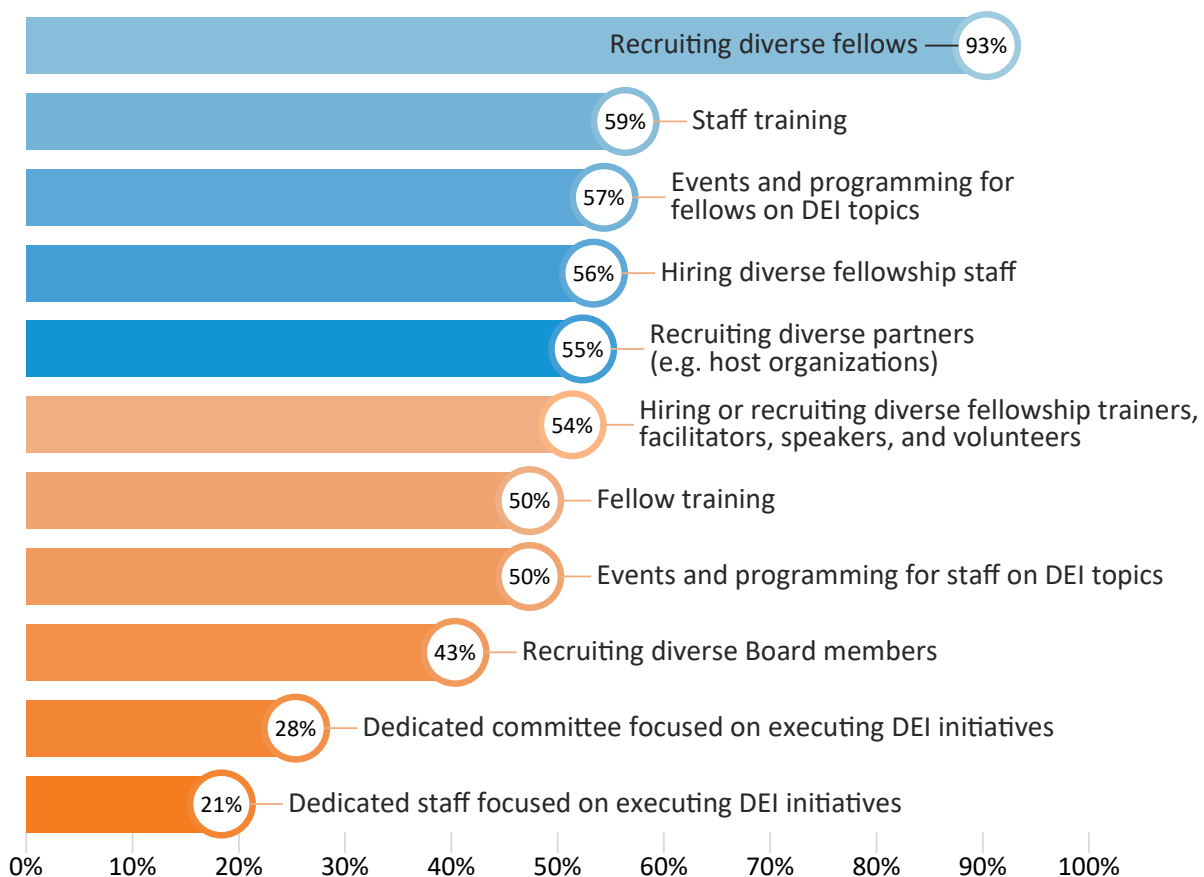 Recruiting diverse fellows 93%
59% Staff training
57% Events and programming for
fellows on DEI topics
56% Hiring diverse fellowship staff
55% Recruiting diverse partners
(e.g. host organizations)
54% Hiring or recruiting diverse fellowship trainers,
facilitators, speakers, and volunteers
50% Fellow training
50% Events and programming for staff on DEI topics
43% Recruiting diverse Board members
28% Dedicated committee focused on executing DEI initiatives
21% Dedicated staff focused on executing DEI initiatives
0% 10% 20% 30% 40% 50% 60% 70% 80% 90% 100%